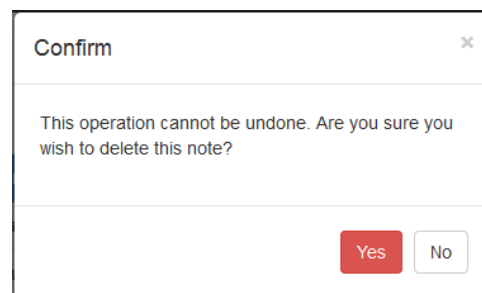 Confirm ×
This operation cannot be undone. Are you sure you
wish to delete this note?
Yes No